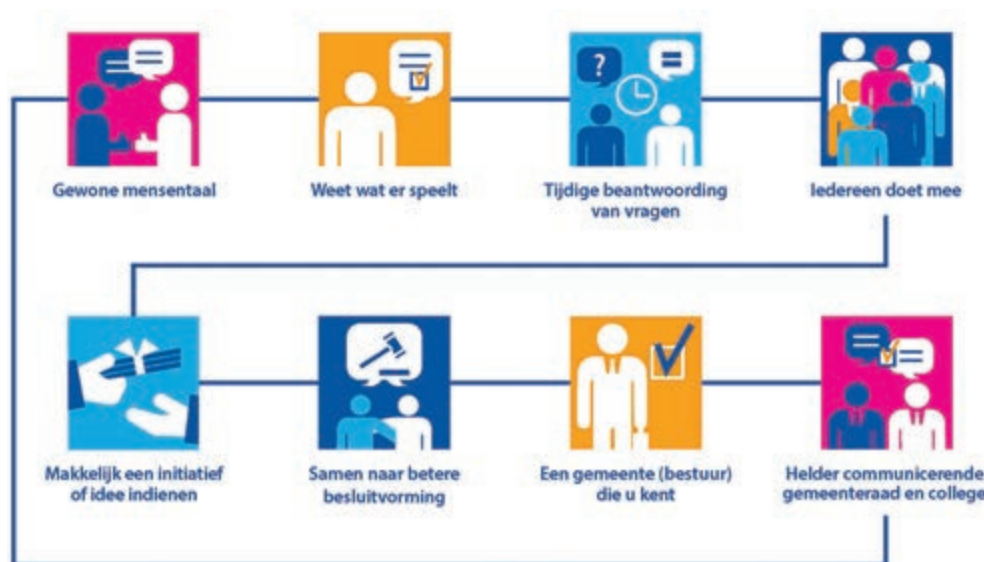 ?
=
Gewone mensentaal
Weet wat er speelt
Tijdige beantwoording
van vragen
Iedereen doet mee
Makkelijk een initiatief
of idee indienen
Samen naar betere
besluitvorming
Een gemeente (bestuur)
die u kent
Helder communicerende
gemeenteraad en college